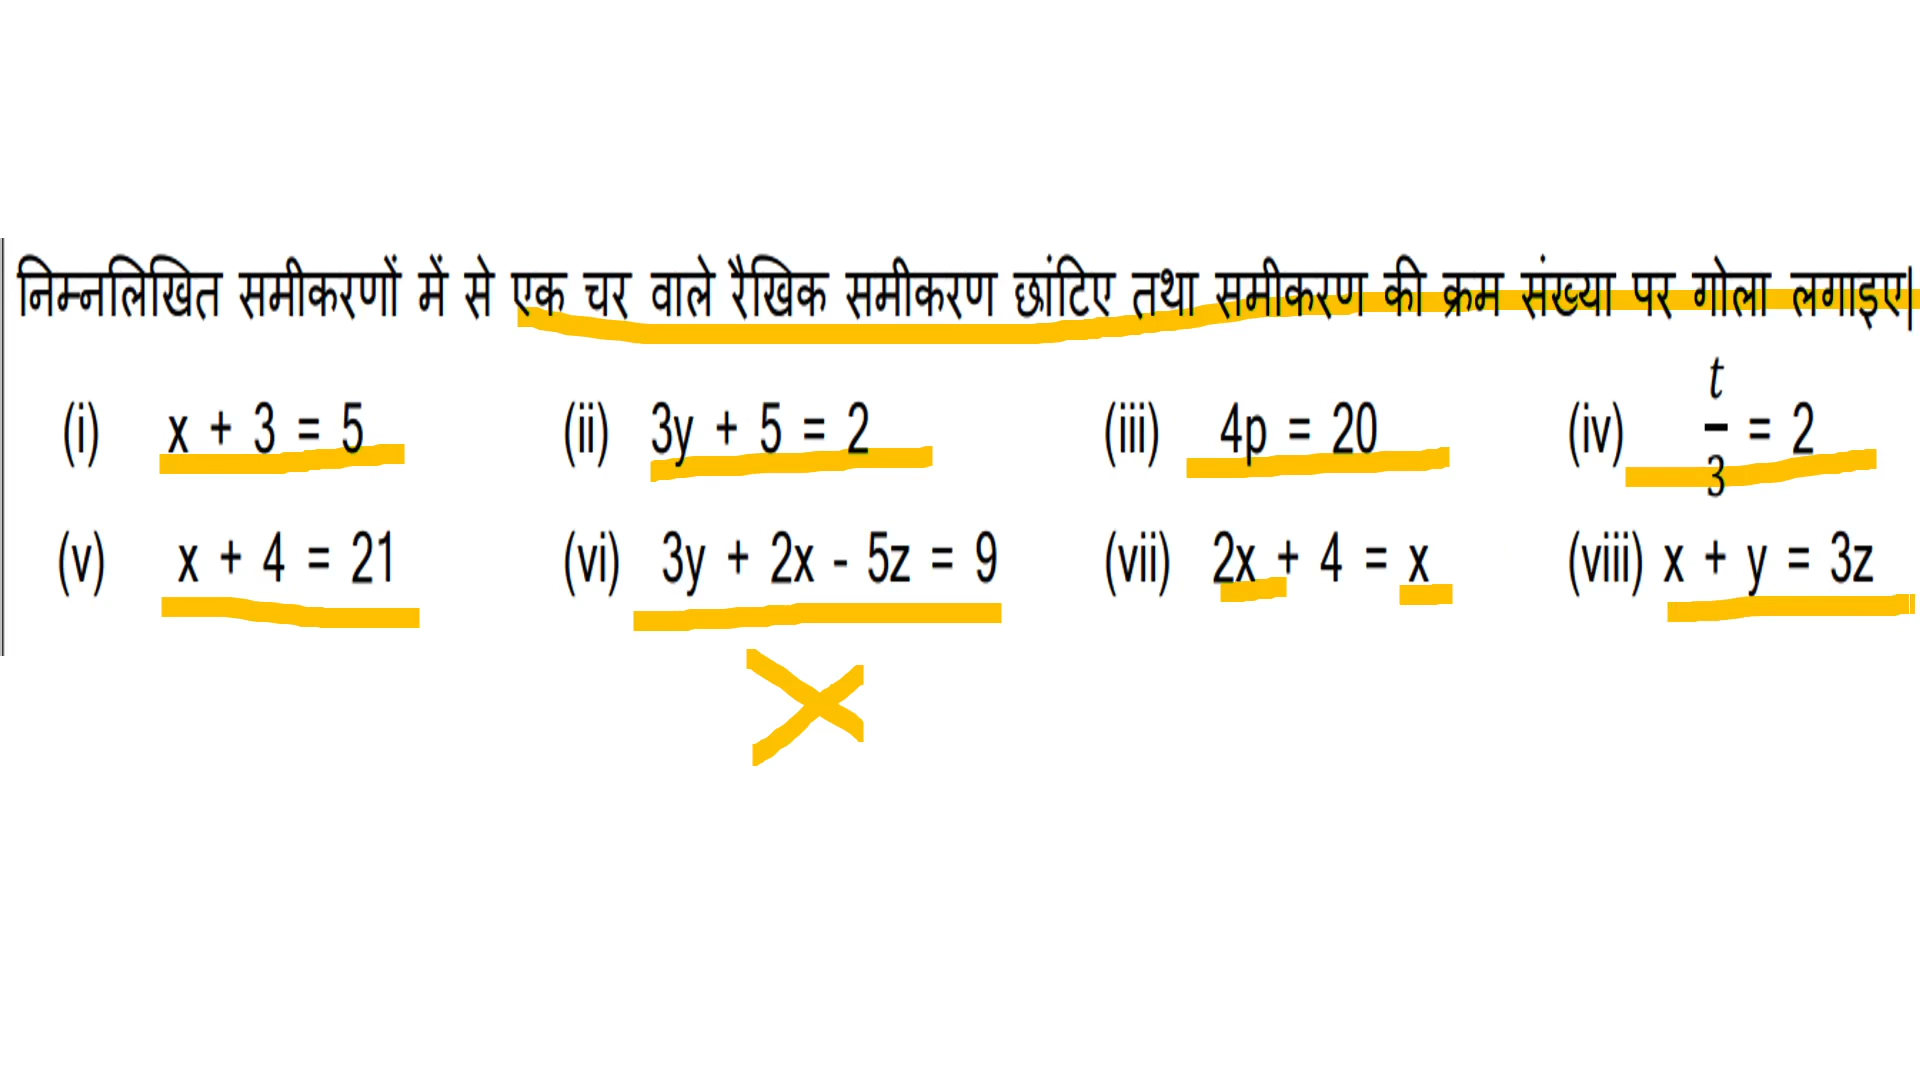 निम्नलिखित समीकरणों में से एक चर वाले रैखिक समीकरण छांटिए तथा समीकरण की क्रम संख्या पर गोला लगाइए|
(i) x + 3 = 5 (ii) 3y + 5 = 2 (iii) 4p = 20 (iv) t/3 = 2
(v) x + 4 = 21 (vi) 3y + 2x - 5z = 9 (vii) 2x + 4 = x (viii) x + y = 3z